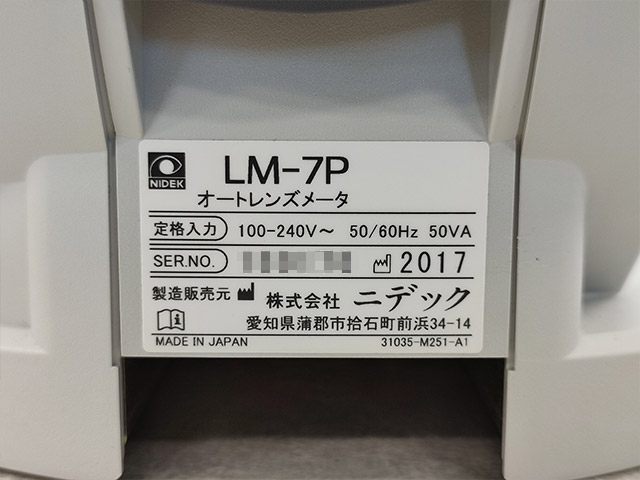 NIDEK
LM-7P
オートレンズメータ
定格入力 100-240V～ 50/60Hz 50VA
SER.NO. 2017
製造販売元 株式会社 ニデック
愛知県蒲郡市拾石町前浜34-14
MADE IN JAPAN 31035-M251-A1